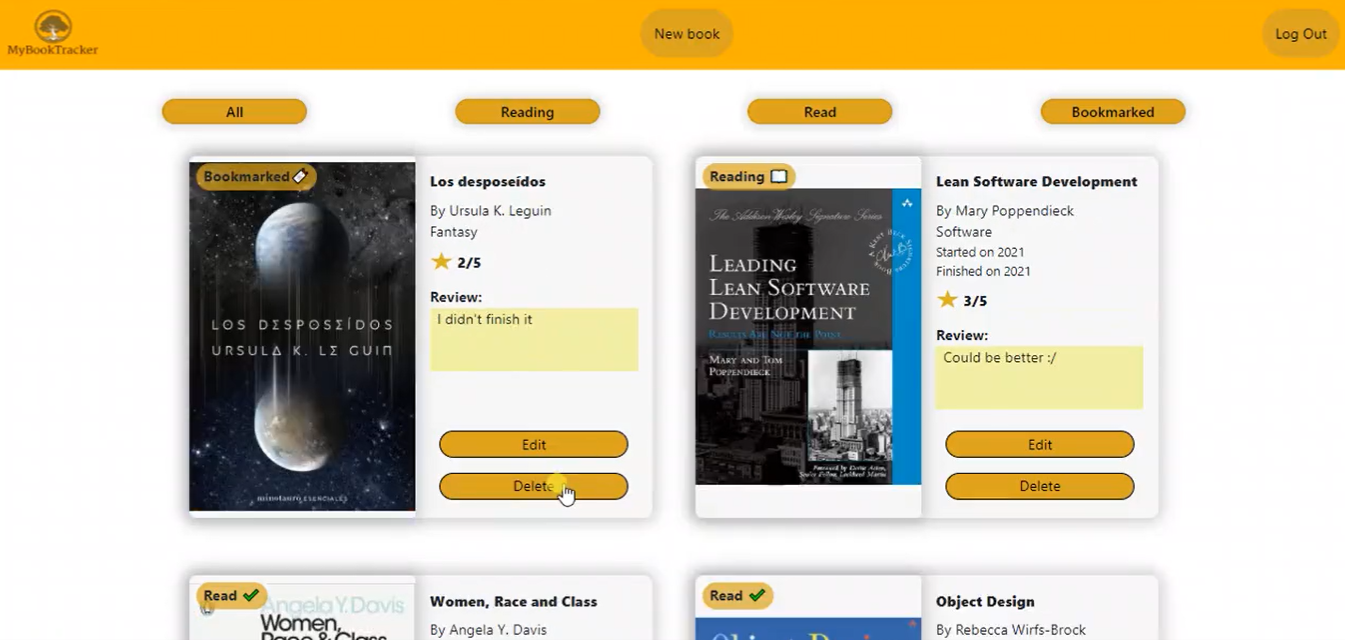 MyBookTracker
New book
Log Out
All
Reading
Read
Bookmarked
Bookmarked
LOS DESPOSEÍDOS
URSULA K. LE GUIN
minotauro ESENCIALES
Los desposeídos
By Ursula K. Leguin
Fantasy
2/5
Review:
I didn't finish it
Edit
Delete
Reading
The Addison Wesley Signature Series
LEADING
LEAN SOFTWARE
DEVELOPMENT
RESULTS ARE NOT THE POINT
MARY AND TOM
POPPENDIECK
Lean Software Development
By Mary Poppendieck
Software
Started on 2021
Finished on 2021
3/5
Review:
Could be better :/
Edit
Delete
Read
Angela Y. Davis
Women,
Race & Class
Women, Race and Class
By Angela Y. Davis
Read
Object Design
Object Design
By Rebecca Wirfs-Brock